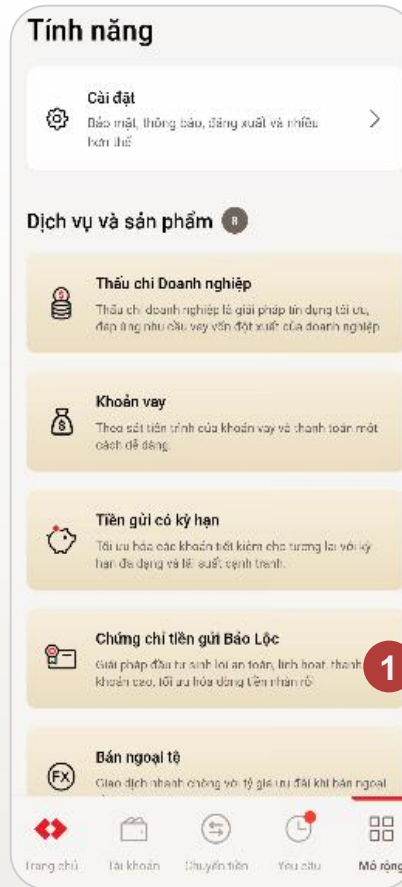 Tính năng
Cài đặt
Bảo mật, thông báo, đăng xuất và nhiều
hơn thế
Dịch vụ và sản phẩm 8
Thấu chi Doanh nghiệp
Thấu chi doanh nghiệp là giải pháp tín dụng tối ưu,
đáp ứng nhu cầu vay vốn đột xuất của doanh nghiệp
Khoản vay
Theo sát tiến trình của khoản vay và thanh toán một
cách dễ dàng.
Tiền gửi có kỳ hạn
Tối ưu hóa các khoản tiết kiệm cho tương lai với kỳ
hạn đa dạng và lãi suất cạnh tranh.
Chứng chỉ tiền gửi Bảo Lộc
Giải pháp đầu tư sinh lời an toàn, linh hoạt, thanh
khoản cao, tối ưu hóa dòng tiền nhàn rỗi
1
Bán ngoại tệ
FX
Giao dịch nhanh chóng với tỷ giá ưu đãi khi bán ngoại
Trang chủ Tài khoản Chuyển tiền Yêu cầu Mở rộng